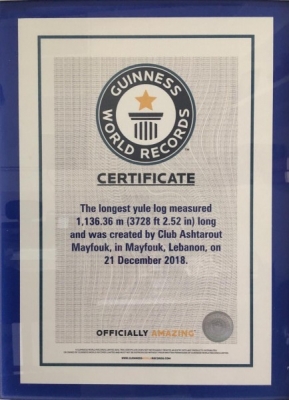 GUINNESS
WORLD RECORDS
TM
CERTIFICATE
The longest yule log measured
1,136.36 m (3728 ft 2.52 in) long
and was created by Club Ashtarout
Mayfouk, in Mayfouk, Lebanon, on
21 December 2018.
OFFICIALLY AMAZING